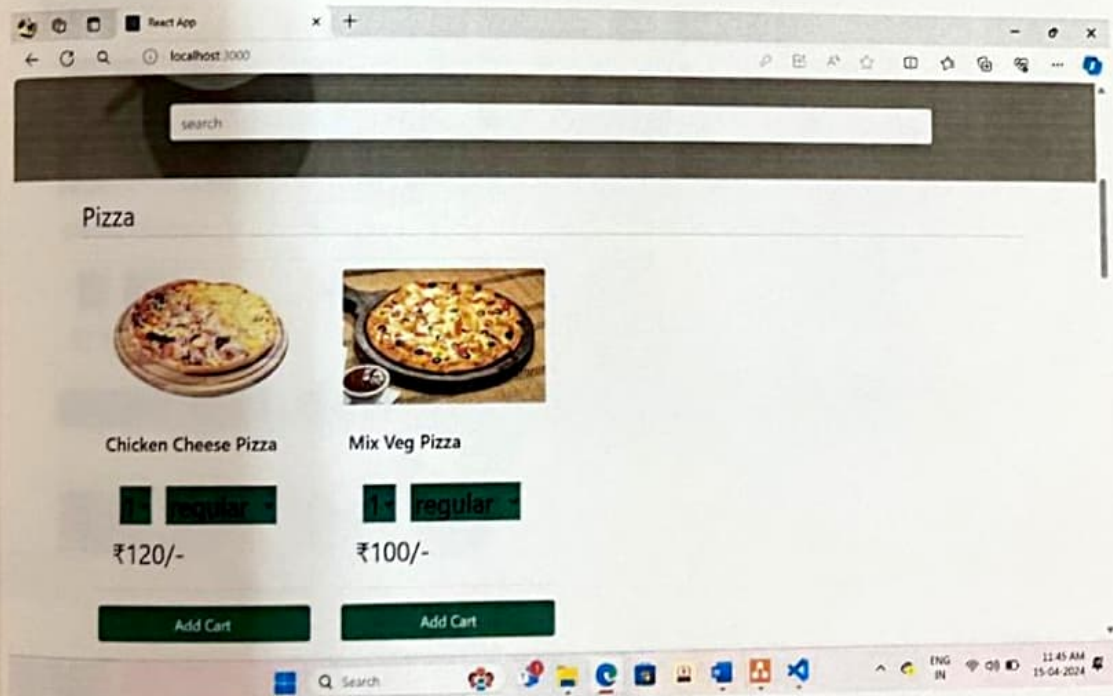 React App
localhost:3000
search
Pizza
Chicken Cheese Pizza
Mix Veg Pizza
1 regular
1 regular
₹120/-
₹100/-
Add Cart
Add Cart
Search
ENG
IN
11:45 AM
15-04-2024